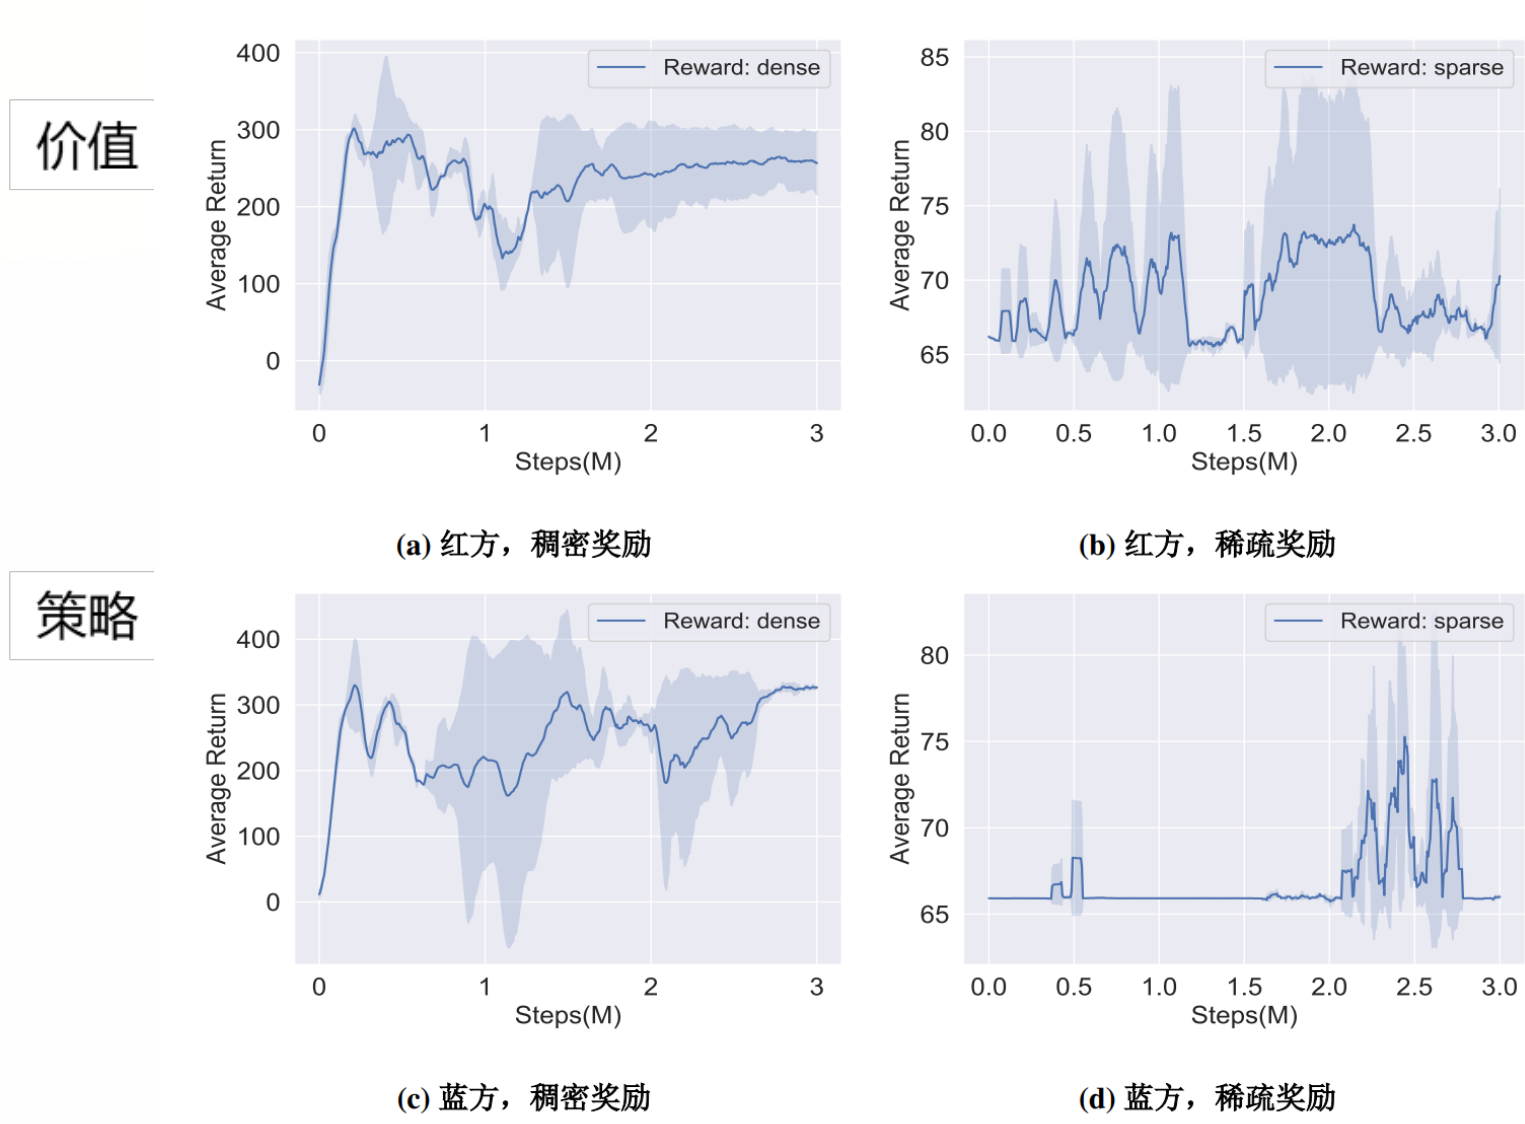 价值
400
300
200
100
0
Average Return
Reward: dense
0 1 2 3
Steps(M)
(a) 红方，稠密奖励
85
80
75
70
65
Average Return
Reward: sparse
0.0 0.5 1.0 1.5 2.0 2.5 3.0
Steps(M)
(b) 红方，稀疏奖励
策略
400
300
200
100
0
Average Return
Reward: dense
0 1 2 3
Steps(M)
(c) 蓝方，稠密奖励
80
75
70
65
Average Return
Reward: sparse
0.0 0.5 1.0 1.5 2.0 2.5 3.0
Steps(M)
(d) 蓝方，稀疏奖励